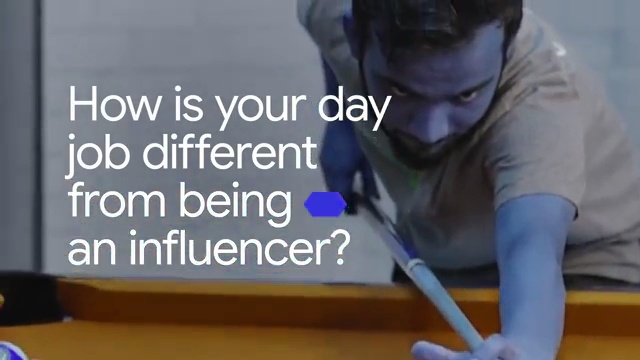 How is your day
job different
from being
an influencer?